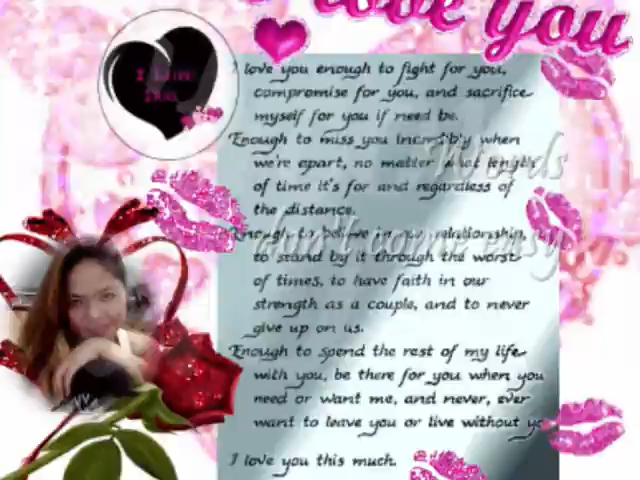 love you
I Love
you
I love you enough to fight for you,
compromise for you, and sacrifice
myself for you if need be.
Enough to miss you incredibly when
we're apart, no matter what length
of time it's for and regardless of
the distance.
Enough to believe in our relationship,
to stand by it through the worst
of times, to have faith in our
strength as a couple, and to never
give up on us.
Enough to spend the rest of my life
with you, be there for you when you
need or want me, and never, ever
want to leave you or live without yo
I love you this much.
Words
don't come easy